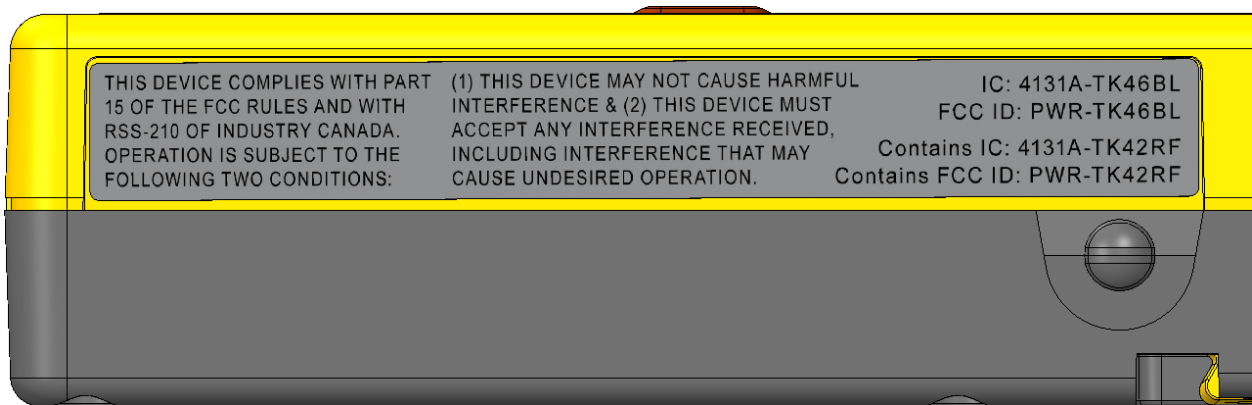 THIS DEVICE COMPLIES WITH PART
15 OF THE FCC RULES AND WITH
RSS-210 OF INDUSTRY CANADA.
OPERATION IS SUBJECT TO THE
FOLLOWING TWO CONDITIONS:
(1) THIS DEVICE MAY NOT CAUSE HARMFUL
INTERFERENCE & (2) THIS DEVICE MUST
ACCEPT ANY INTERFERENCE RECEIVED,
INCLUDING INTERFERENCE THAT MAY
CAUSE UNDESIRED OPERATION.
IC: 4131A-TK46BL
FCC ID: PWR-TK46BL
Contains IC: 4131A-TK42RF
Contains FCC ID: PWR-TK42RF